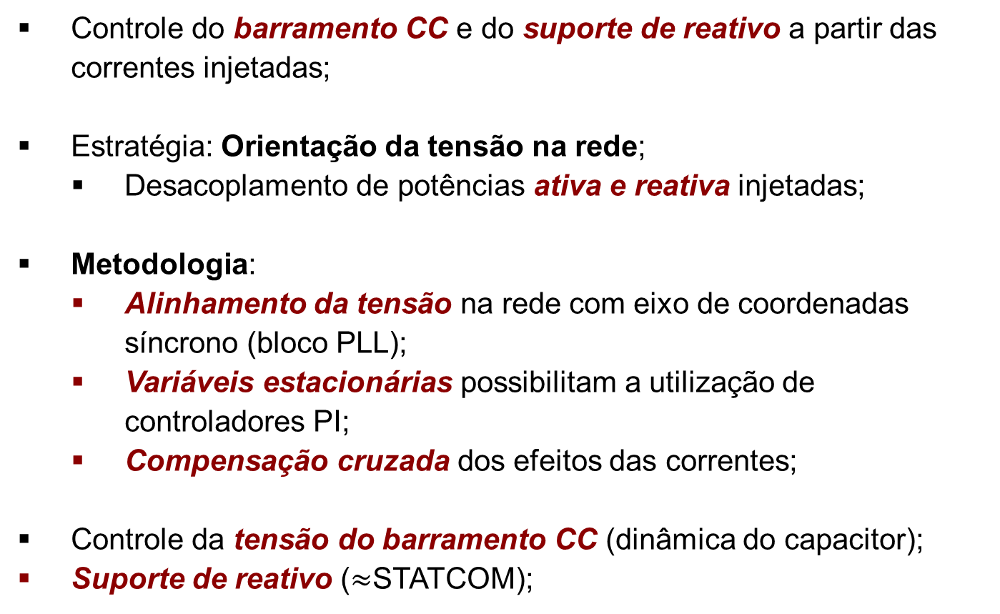 ▪ Controle do barramento CC e do suporte de reativo a partir das
correntes injetadas;
▪ Estratégia: Orientação da tensão na rede;
▪ Desacoplamento de potências ativa e reativa injetadas;
▪ Metodologia:
▪ Alinhamento da tensão na rede com eixo de coordenadas
síncrono (bloco PLL);
▪ Variáveis estacionárias possibilitam a utilização de
controladores PI;
▪ Compensação cruzada dos efeitos das correntes;
▪ Controle da tensão do barramento CC (dinâmica do capacitor);
▪ Suporte de reativo (≈STATCOM);